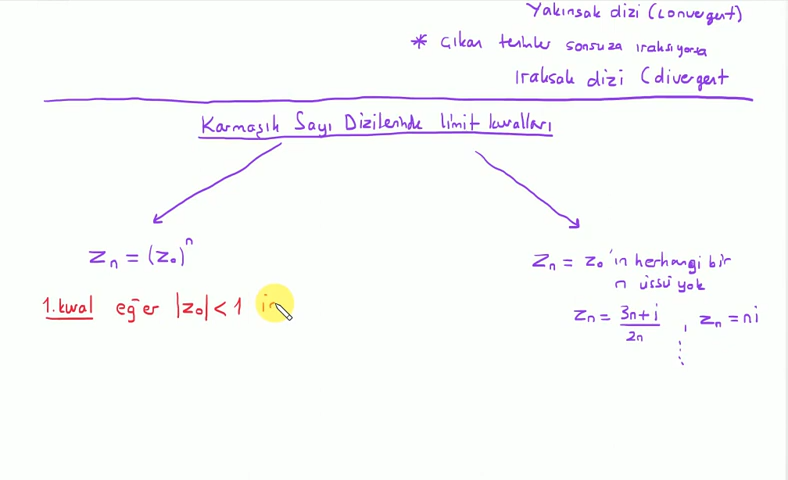 Yakınsak dizi (convergent)
* Çıkan terimler sonsuza ıraksıyorsa
Iraksak dizi (divergent
Karmaşık Sayı Dizilerinde limit kuralları
Zn = (Z₀)ⁿ
1. kural eğer |Z₀| < 1 i
Zn = Z₀'ın herhangi bir
n üssü yok
Zn = 3n+i / 2n , Zn = ni